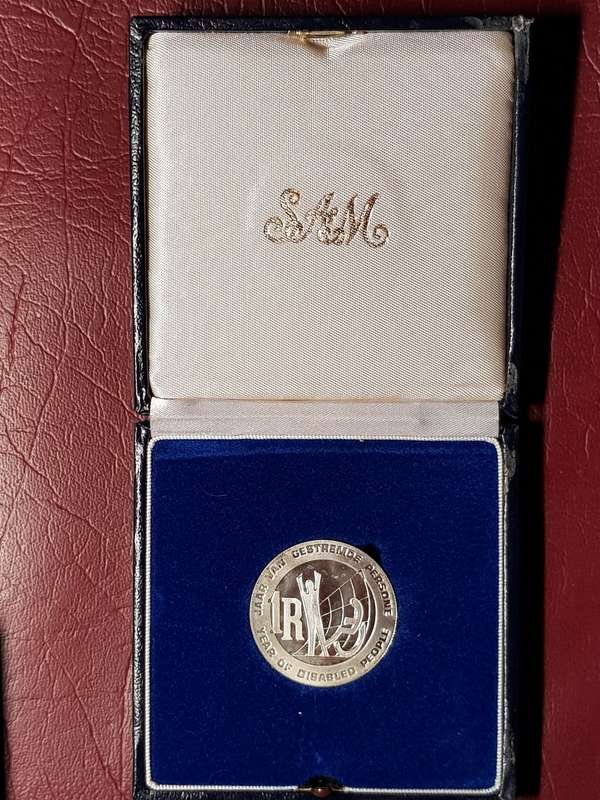 SAM
JAAR VAN GESTREMDE PERSONE
1R
YEAR OF DISABLED PEOPLE